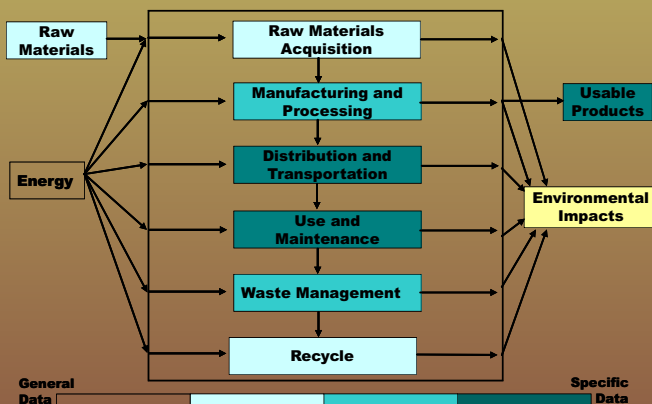 Raw
Materials
Raw Materials
Acquisition
Manufacturing and
Processing
Usable
Products
Distribution and
Transportation
Energy
Environmental
Impacts
Use and
Maintenance
Waste Management
Recycle
General
Data
Specific
Data